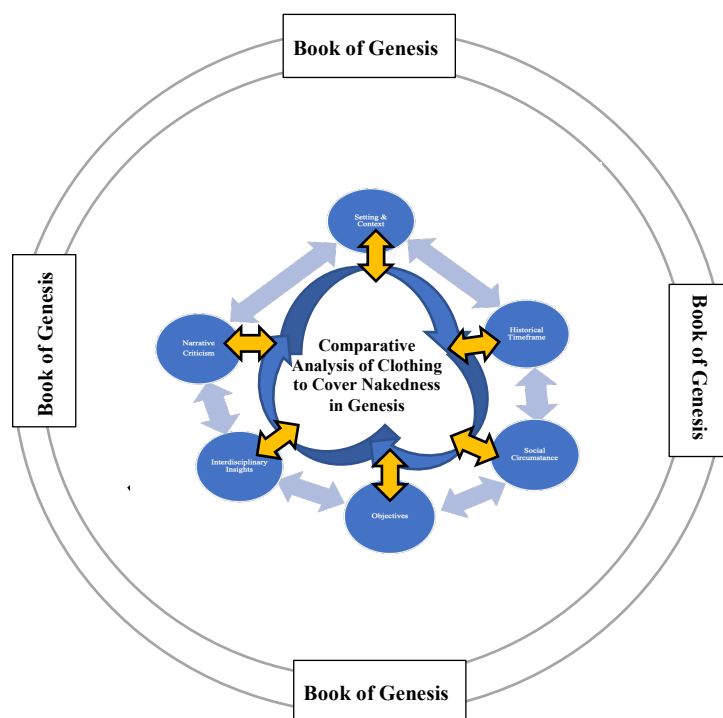 Book of Genesis
Setting &
Context
Book of Genesis
Narrative
Criticism
Comparative
Analysis of Clothing
to Cover Nakedness
in Genesis
Historical
Timeframe
Book of Genesis
Interdisciplinary
Insights
Social
Circumstance
Objectives
Book of Genesis